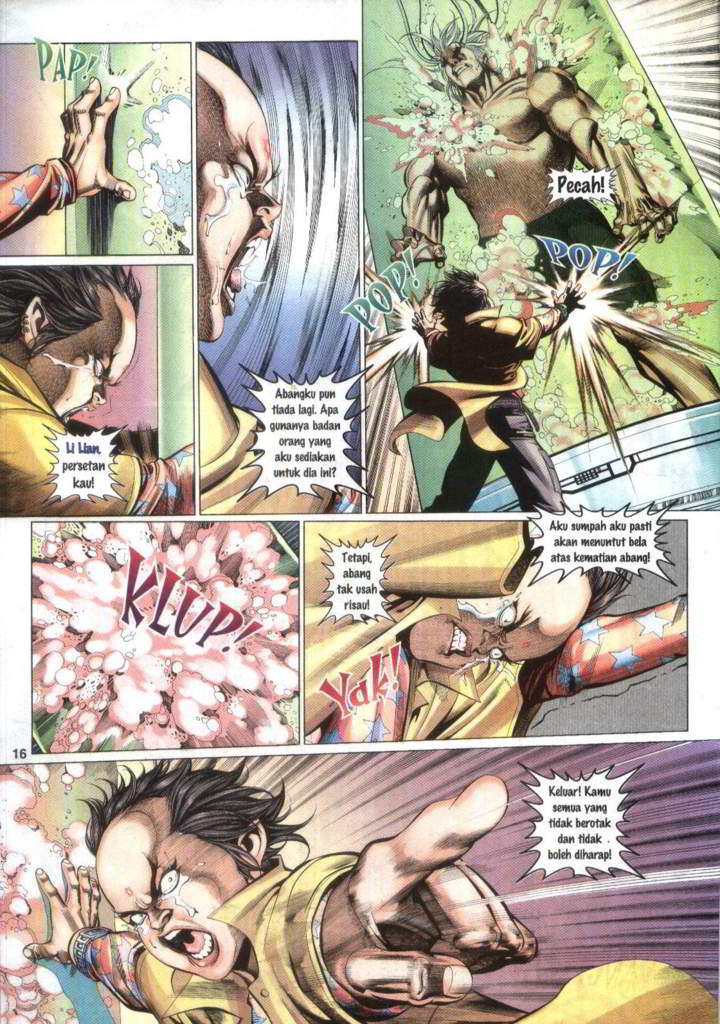 PAP!
Abangku pun
tiada lagi. Apa
gunanya badan
orang yang
aku sediakan
untuk dia ini?
Pecah!
POP!
POP!
Li Lian,
persetan
kau!
KLUP!
Tetapi,
abang
tak usah
risau!
Aku sumpah aku pasti
akan menuntut bela
atas kematian abang!
Yak!
16
Keluar! Kamu
semua yang
tidak berotak
dan tidak
boleh diharap!